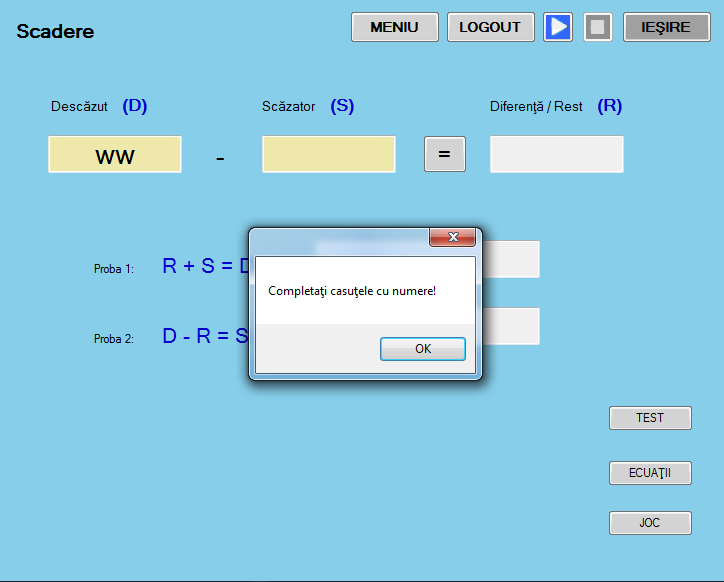 Scadere
MENIU
LOGOUT
IEŞIRE
Descăzut (D)
Scăzator (S)
Diferenţă / Rest (R)
ww
-
=
Proba 1: R + S = D
Completaţi casuţele cu numere!
Proba 2: D - R = S
OK
TEST
ECUAŢII
JOC